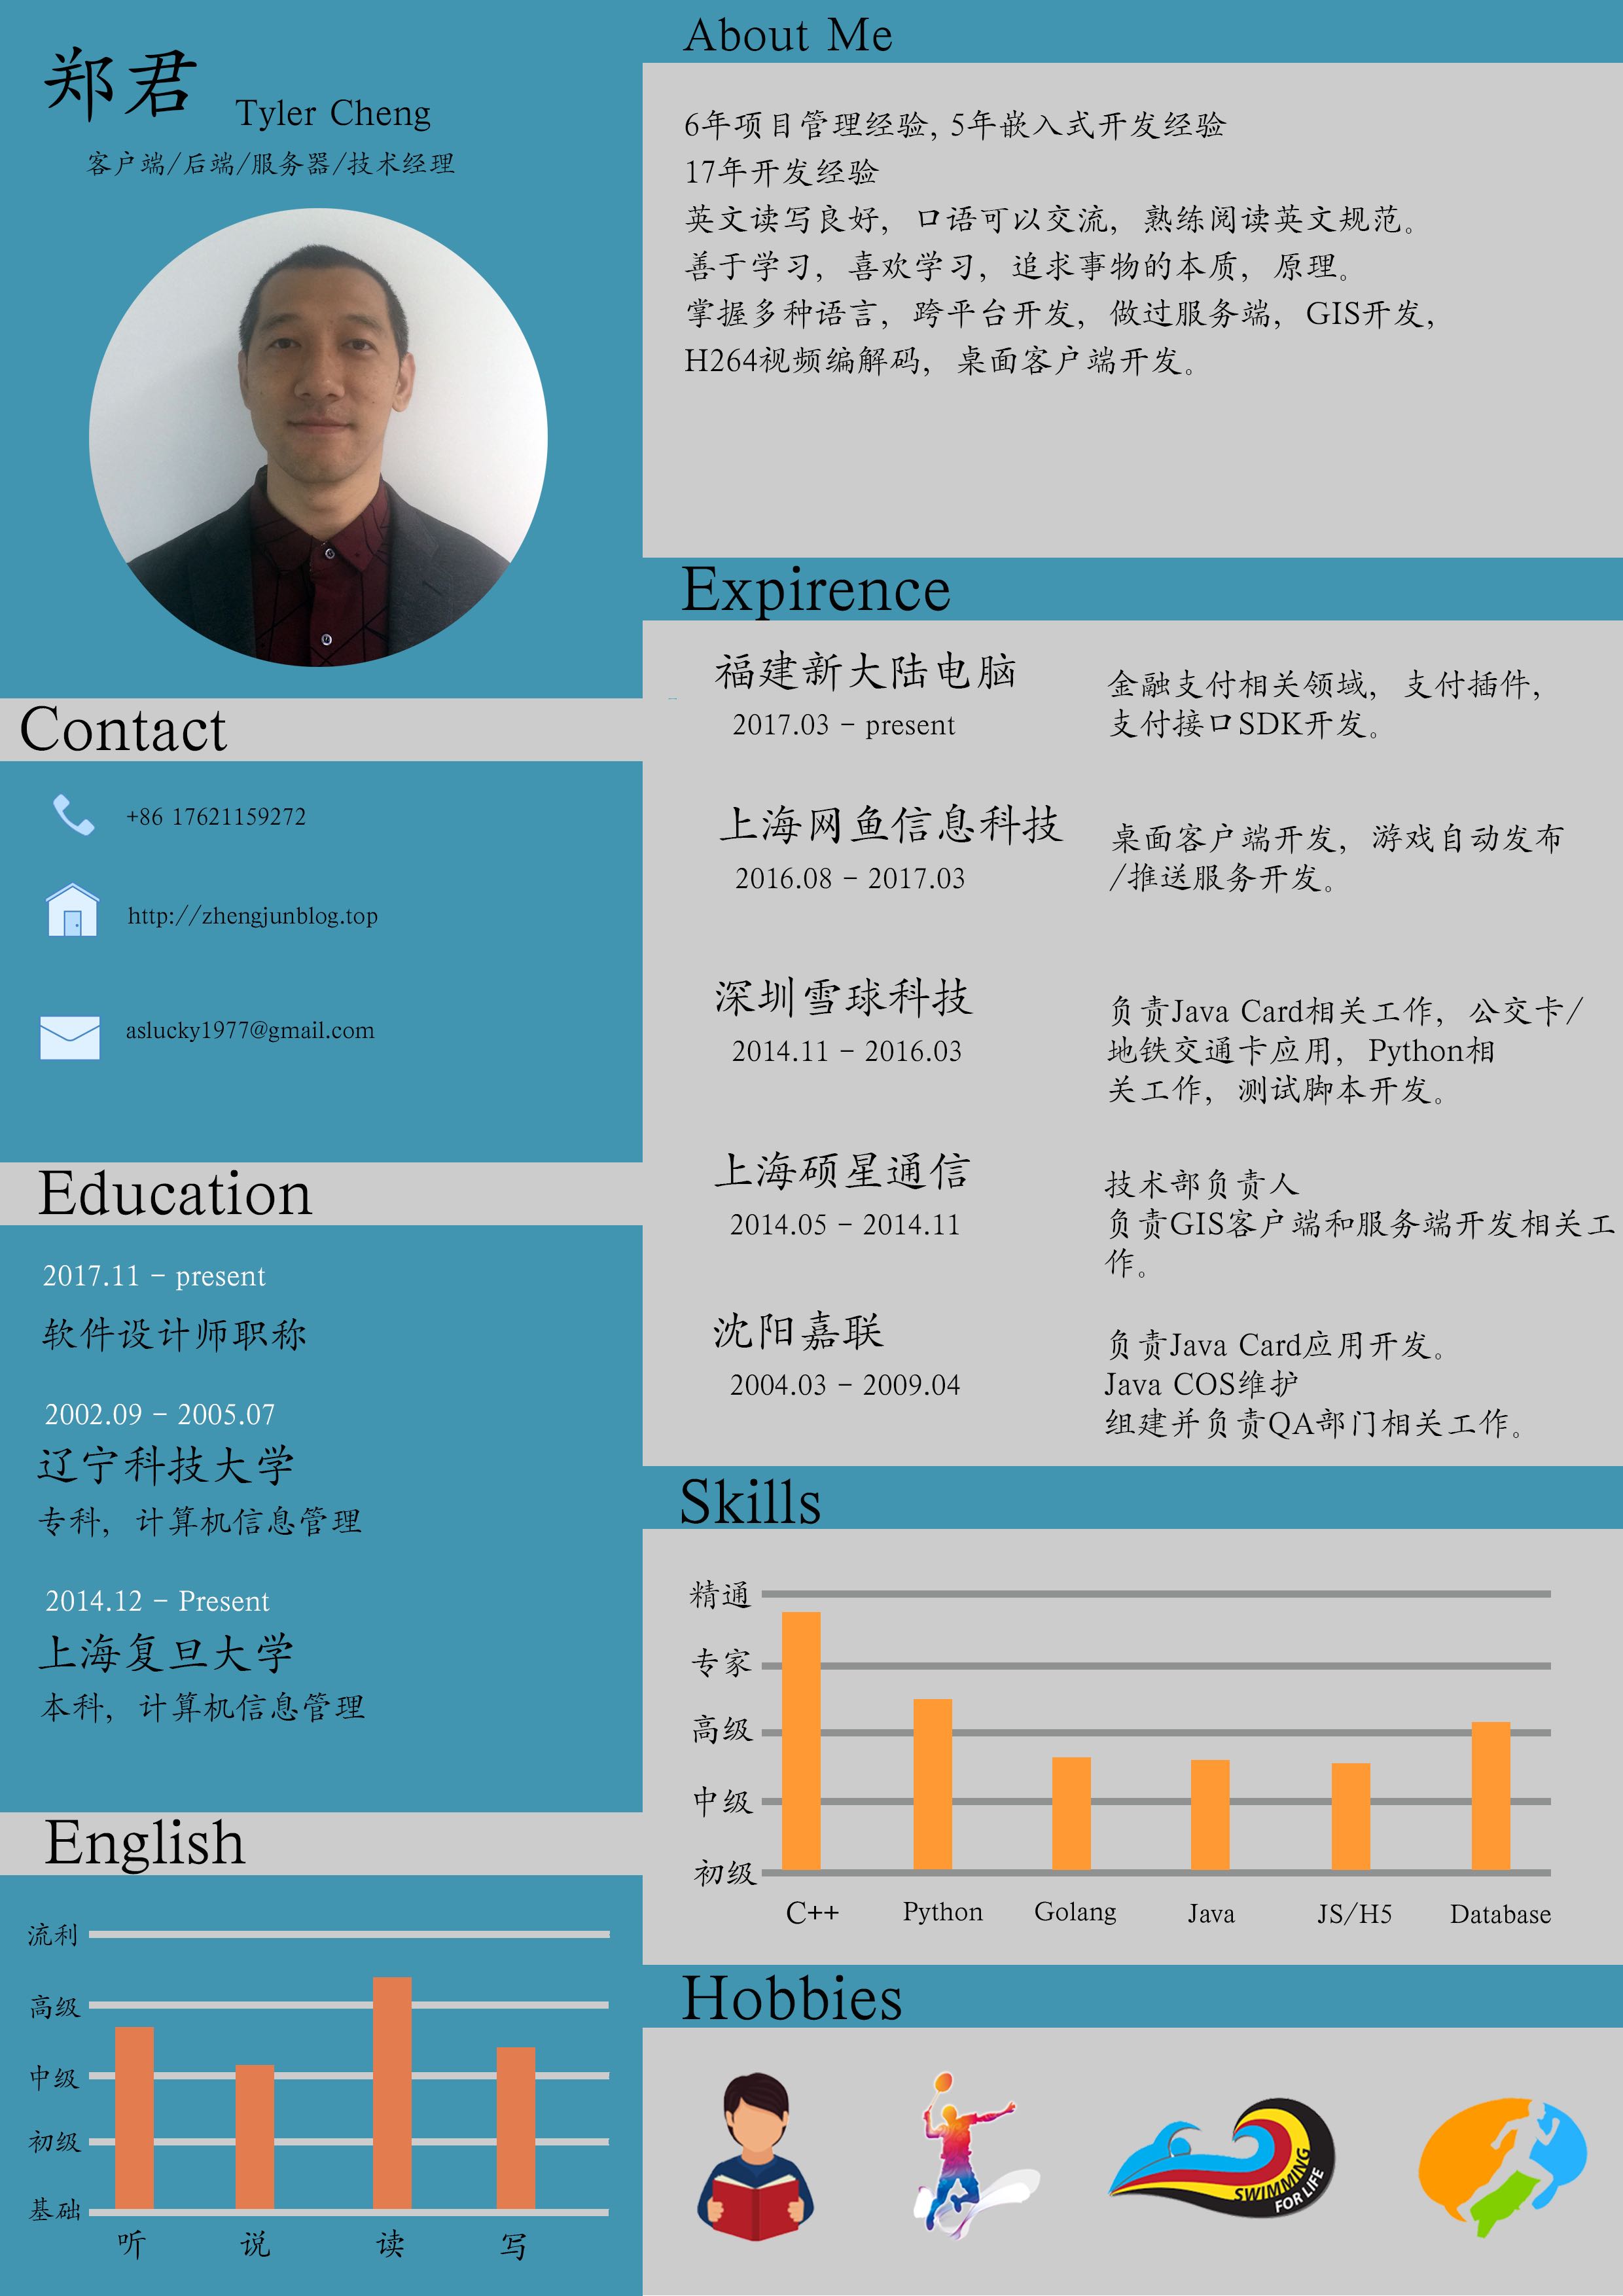 郑君
Tyler Cheng
客户端/后端/服务器/技术经理
Contact
+86 17621159272
http://zhengjunblog.top
aslucky1977@gmail.com
Education
2017.11 - present
软件设计师职称
2002.09 - 2005.07
辽宁科技大学
专科, 计算机信息管理
2014.12 - Present
上海复旦大学
本科, 计算机信息管理
English
流利
高级
中级
初级
基础
听 说 读 写
About Me
6年项目管理经验, 5年嵌入式开发经验
17年开发经验
英文读写良好, 口语可以交流, 熟练阅读英文规范。
善于学习, 喜欢学习, 追求事物的本质, 原理。
掌握多种语言, 跨平台开发, 做过服务端, GIS开发,
H264视频编解码, 桌面客户端开发。
Expirence
福建新大陆电脑
2017.03 - present
金融支付相关领域, 支付插件,
支付接口SDK开发。
上海网鱼信息科技
2016.08 - 2017.03
桌面客户端开发, 游戏自动发布
/推送服务开发。
深圳雪球科技
2014.11 - 2016.03
负责Java Card相关工作, 公交卡/
地铁交通卡应用, Python相
关工作, 测试脚本开发。
上海硕星通信
2014.05 - 2014.11
技术部负责人
负责GIS客户端和服务端开发相关工
作。
沈阳嘉联
2004.03 - 2009.04
负责Java Card应用开发。
Java COS维护
组建并负责QA部门相关工作。
Skills
精通
专家
高级
中级
初级
C++ Python Golang Java JS/H5 Database
Hobbies
SWIMMING
FOR LIFE